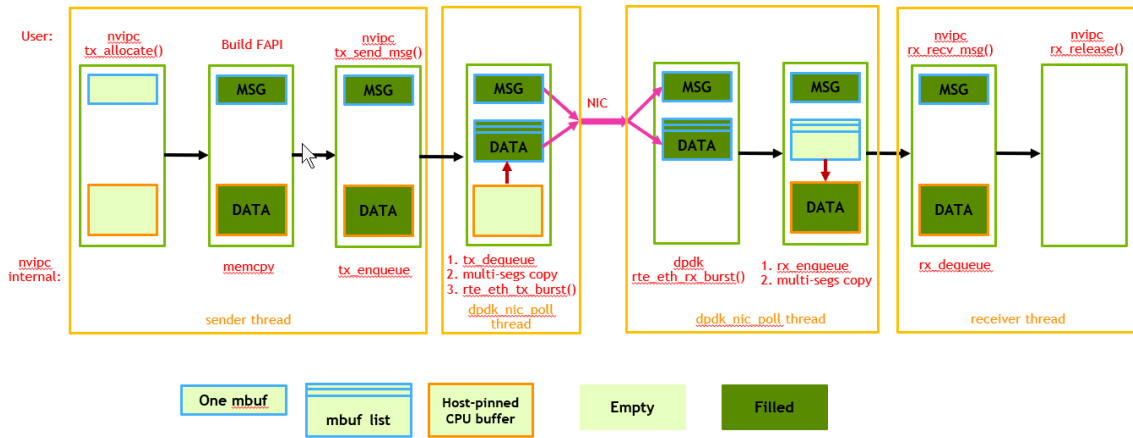 User:
nvipc
tx_allocate()
Build FAPI
nvipc
tx_send_msg()
nvipc
rx_recv_msg()
nvipc
rx_release()
MSG
MSG
MSG
NIC
MSG
MSG
MSG
DATA
DATA
DATA
DATA
DATA
DATA
DATA
nvipc
internal:
memcpy
tx_enqueue
1. tx_dequeue
2. multi-segs copy
3. rte_eth_tx_burst()
dpdk
rte_eth_rx_burst()
1. rx_enqueue
2. multi-segs copy
rx_dequeue
sender thread
dpdk_nic_poll
thread
dpdk_nic_poll thread
receiver thread
One mbuf
mbuf list
Host-pinned
CPU buffer
Empty
Filled